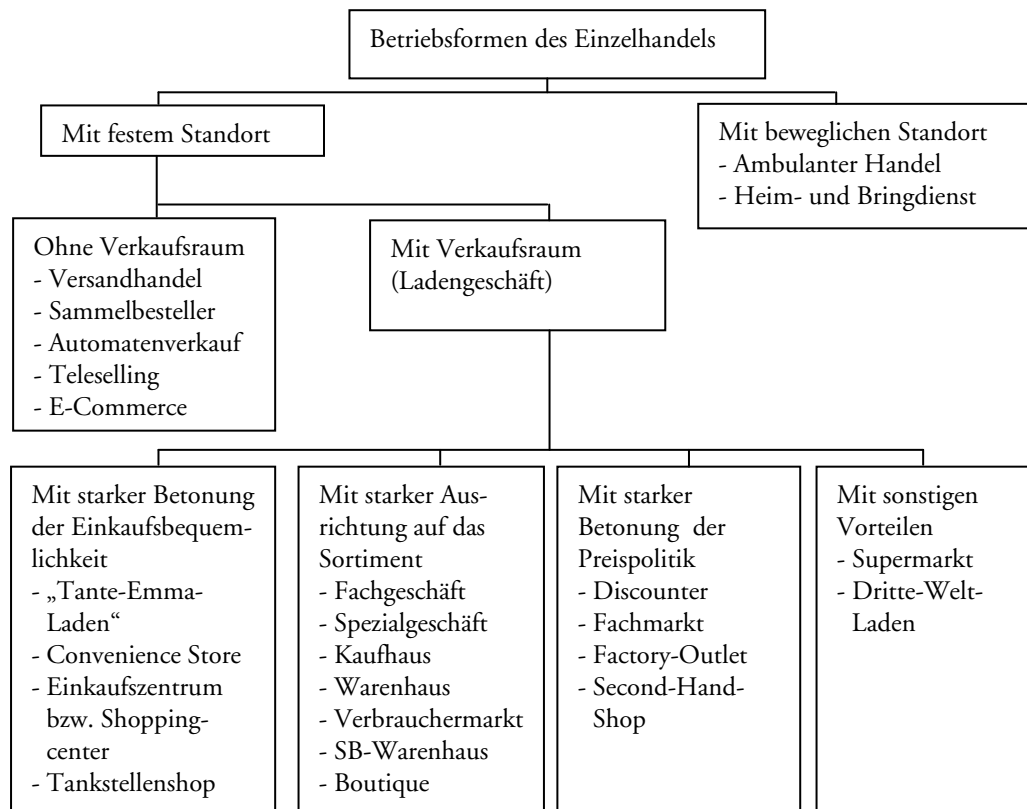 Betriebsformen des Einzelhandels
Mit festem Standort
Mit beweglichen Standort
- Ambulanter Handel
- Heim- und Bringdienst
Ohne Verkaufsraum
- Versandhandel
- Sammelbesteller
- Automatenverkauf
- Teleselling
- E-Commerce
Mit Verkaufsraum
(Ladengeschäft)
Mit starker Betonung
der Einkaufsbequem-
lichkeit
- „Tante-Emma-
Laden“
- Convenience Store
- Einkaufszentrum
bzw. Shopping-
center
- Tankstellenshop
Mit starker Aus-
richtung auf das
Sortiment
- Fachgeschäft
- Spezialgeschäft
- Kaufhaus
- Warenhaus
- Verbrauchermarkt
- SB-Warenhaus
- Boutique
Mit starker
Betonung der
Preispolitik
- Discounter
- Fachmarkt
- Factory-Outlet
- Second-Hand-
Shop
Mit sonstigen
Vorteilen
- Supermarkt
- Dritte-Welt-
Laden